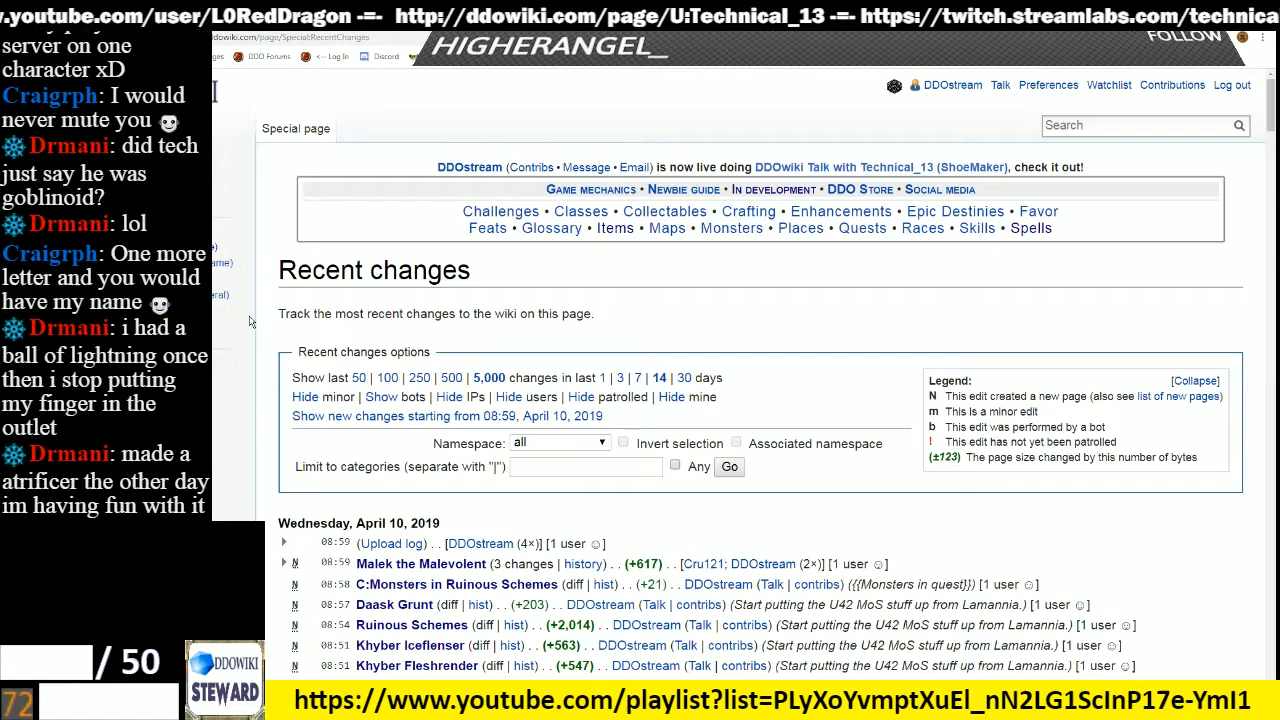 w.youtube.com/user/L0RedDragon -=- http://ddowiki.com/page/U:Technical_13 -=- https://twitch.streamlabs.com/technica
server on one
character xD
Craigrph: I would
never mute you
Drmani: did tech
just say he was
goblinoid?
Drmani: lol
Craigrph: One more
letter and you would
have my name
Drmani: i had a
ball of lightning once
then i stop putting
my finger in the
outlet
Drmani: made a
atrificer the other day
im having fun with it
/ 50
72
DDOWIKI
STEWARD
.com/page/Special:RecentChanges
ges DDO Forums <-- Log In Discord
HIGHERANGEL_
FOLLOW
DDOstream Talk Preferences Watchlist Contributions Log out
Special page
Search
DDOstream (Contribs • Message • Email) is now live doing DDOwiki Talk with Technical_13 (ShoeMaker), check it out!
Game mechanics • Newbie guide • In development • DDO Store • Social media
Challenges • Classes • Collectables • Crafting • Enhancements • Epic Destinies • Favor
Feats • Glossary • Items • Maps • Monsters • Places • Quests • Races • Skills • Spells
ame)
eral)
Recent changes
Track the most recent changes to the wiki on this page.
Recent changes options
Show last 50 | 100 | 250 | 500 | 5,000 changes in last 1 | 3 | 7 | 14 | 30 days
Hide minor | Show bots | Hide IPs | Hide users | Hide patrolled | Hide mine
Show new changes starting from 08:59, April 10, 2019
Namespace: all Invert selection Associated namespace
Limit to categories (separate with "|") Any Go
Legend: [Collapse]
N This edit created a new page (also see list of new pages)
m This is a minor edit
b This edit was performed by a bot
! This edit has not yet been patrolled
(±123) The page size changed by this number of bytes
Wednesday, April 10, 2019
08:59 (Upload log) . . [DDOstream (4×)] [1 user ☺]
N 08:59 Malek the Malevolent (3 changes | history) . . (+617) . . [Cru121; DDOstream (2×)] [1 user ☺]
N 08:58 C:Monsters in Ruinous Schemes (diff | hist) . . (+21) . . DDOstream (Talk | contribs) ({{Monsters in quest}}) [1 user ☺]
N 08:57 Daask Grunt (diff | hist) . . (+203) . . DDOstream (Talk | contribs) (Start putting the U42 MoS stuff up from Lamannia.) [1 user ☺]
N 08:54 Ruinous Schemes (diff | hist) . . (+2,014) . . DDOstream (Talk | contribs) (Start putting the U42 MoS stuff up from Lamannia.) [1 user ☺]
N 08:51 Khyber Iceflenser (diff | hist) . . (+563) . . DDOstream (Talk | contribs) (Start putting the U42 MoS stuff up from Lamannia.) [1 user ☺]
N 08:51 Khyber Fleshrender (diff | hist) . . (+547) . . DDOstream (Talk | contribs) (Start putting the U42 MoS stuff up from Lamannia.) [1 user ☺]
https://www.youtube.com/playlist?list=PLyXoYvmptXuEl_nN2LG1ScInP17e-YmI1